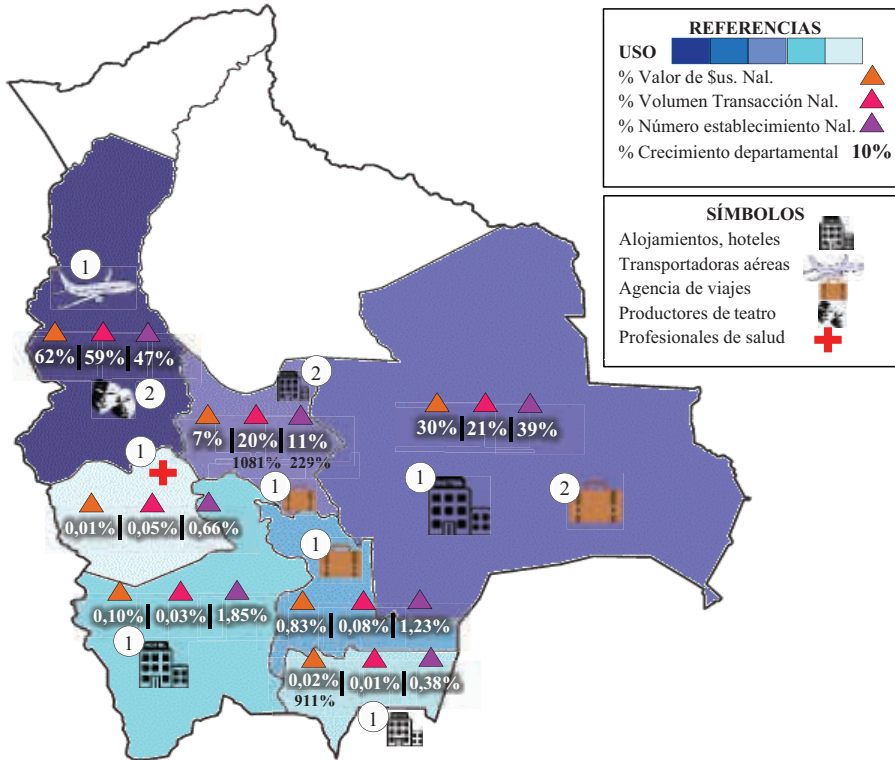 REFERENCIAS
USO
% Valor de $us. Nal.
% Volumen Transacción Nal.
% Número establecimiento Nal.
% Crecimiento departamental 10%
SÍMBOLOS
Alojamientos, hoteles
Transportadoras aéreas
Agencia de viajes
Productores de teatro
Profesionales de salud
1
62% 59% 47%
2
2
7% 20% 11%
1081% 229%
1
30% 21% 39%
1
2
1
0,01% 0,05% 0,66%
1
0,10% 0,03% 1,85%
1
0,83% 0,08% 1,23%
0,02% 0,01% 0,38%
911%
1